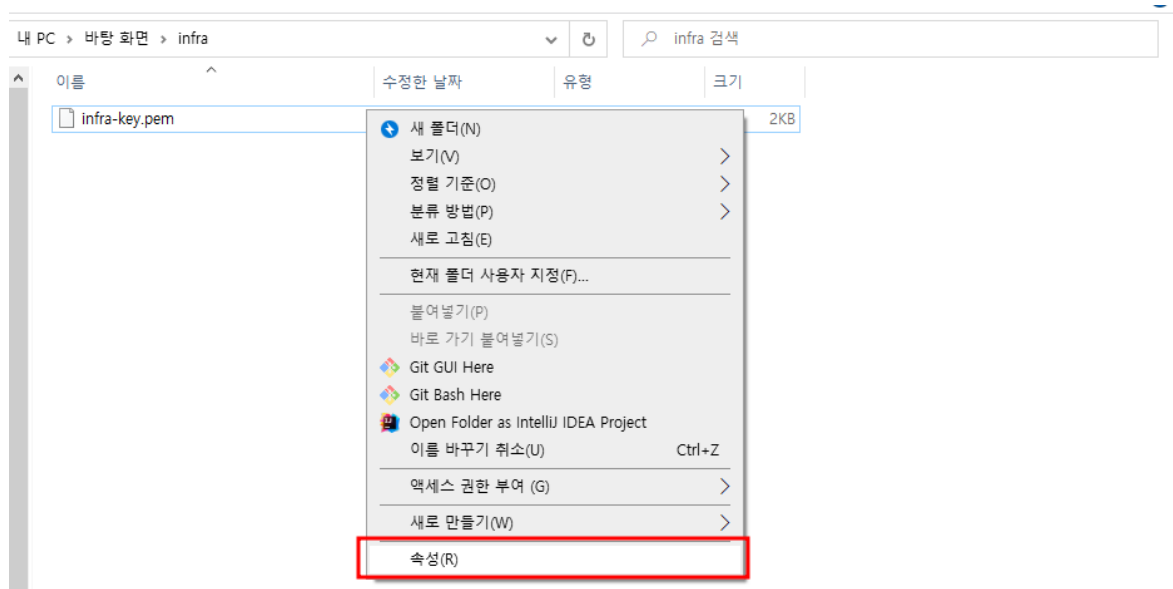 내 PC > 바탕 화면 > infra
infra 검색
이름 수정한 날짜 유형 크기
infra-key.pem 2KB
새 폴더(N)
보기(V)
정렬 기준(O)
분류 방법(P)
새로 고침(E)
현재 폴더 사용자 지정(F)...
붙여넣기(P)
바로 가기 붙여넣기(S)
Git GUI Here
Git Bash Here
Open Folder as IntelliJ IDEA Project
이름 바꾸기 취소(U) Ctrl+Z
액세스 권한 부여 (G)
새로 만들기(W)
속성(R)